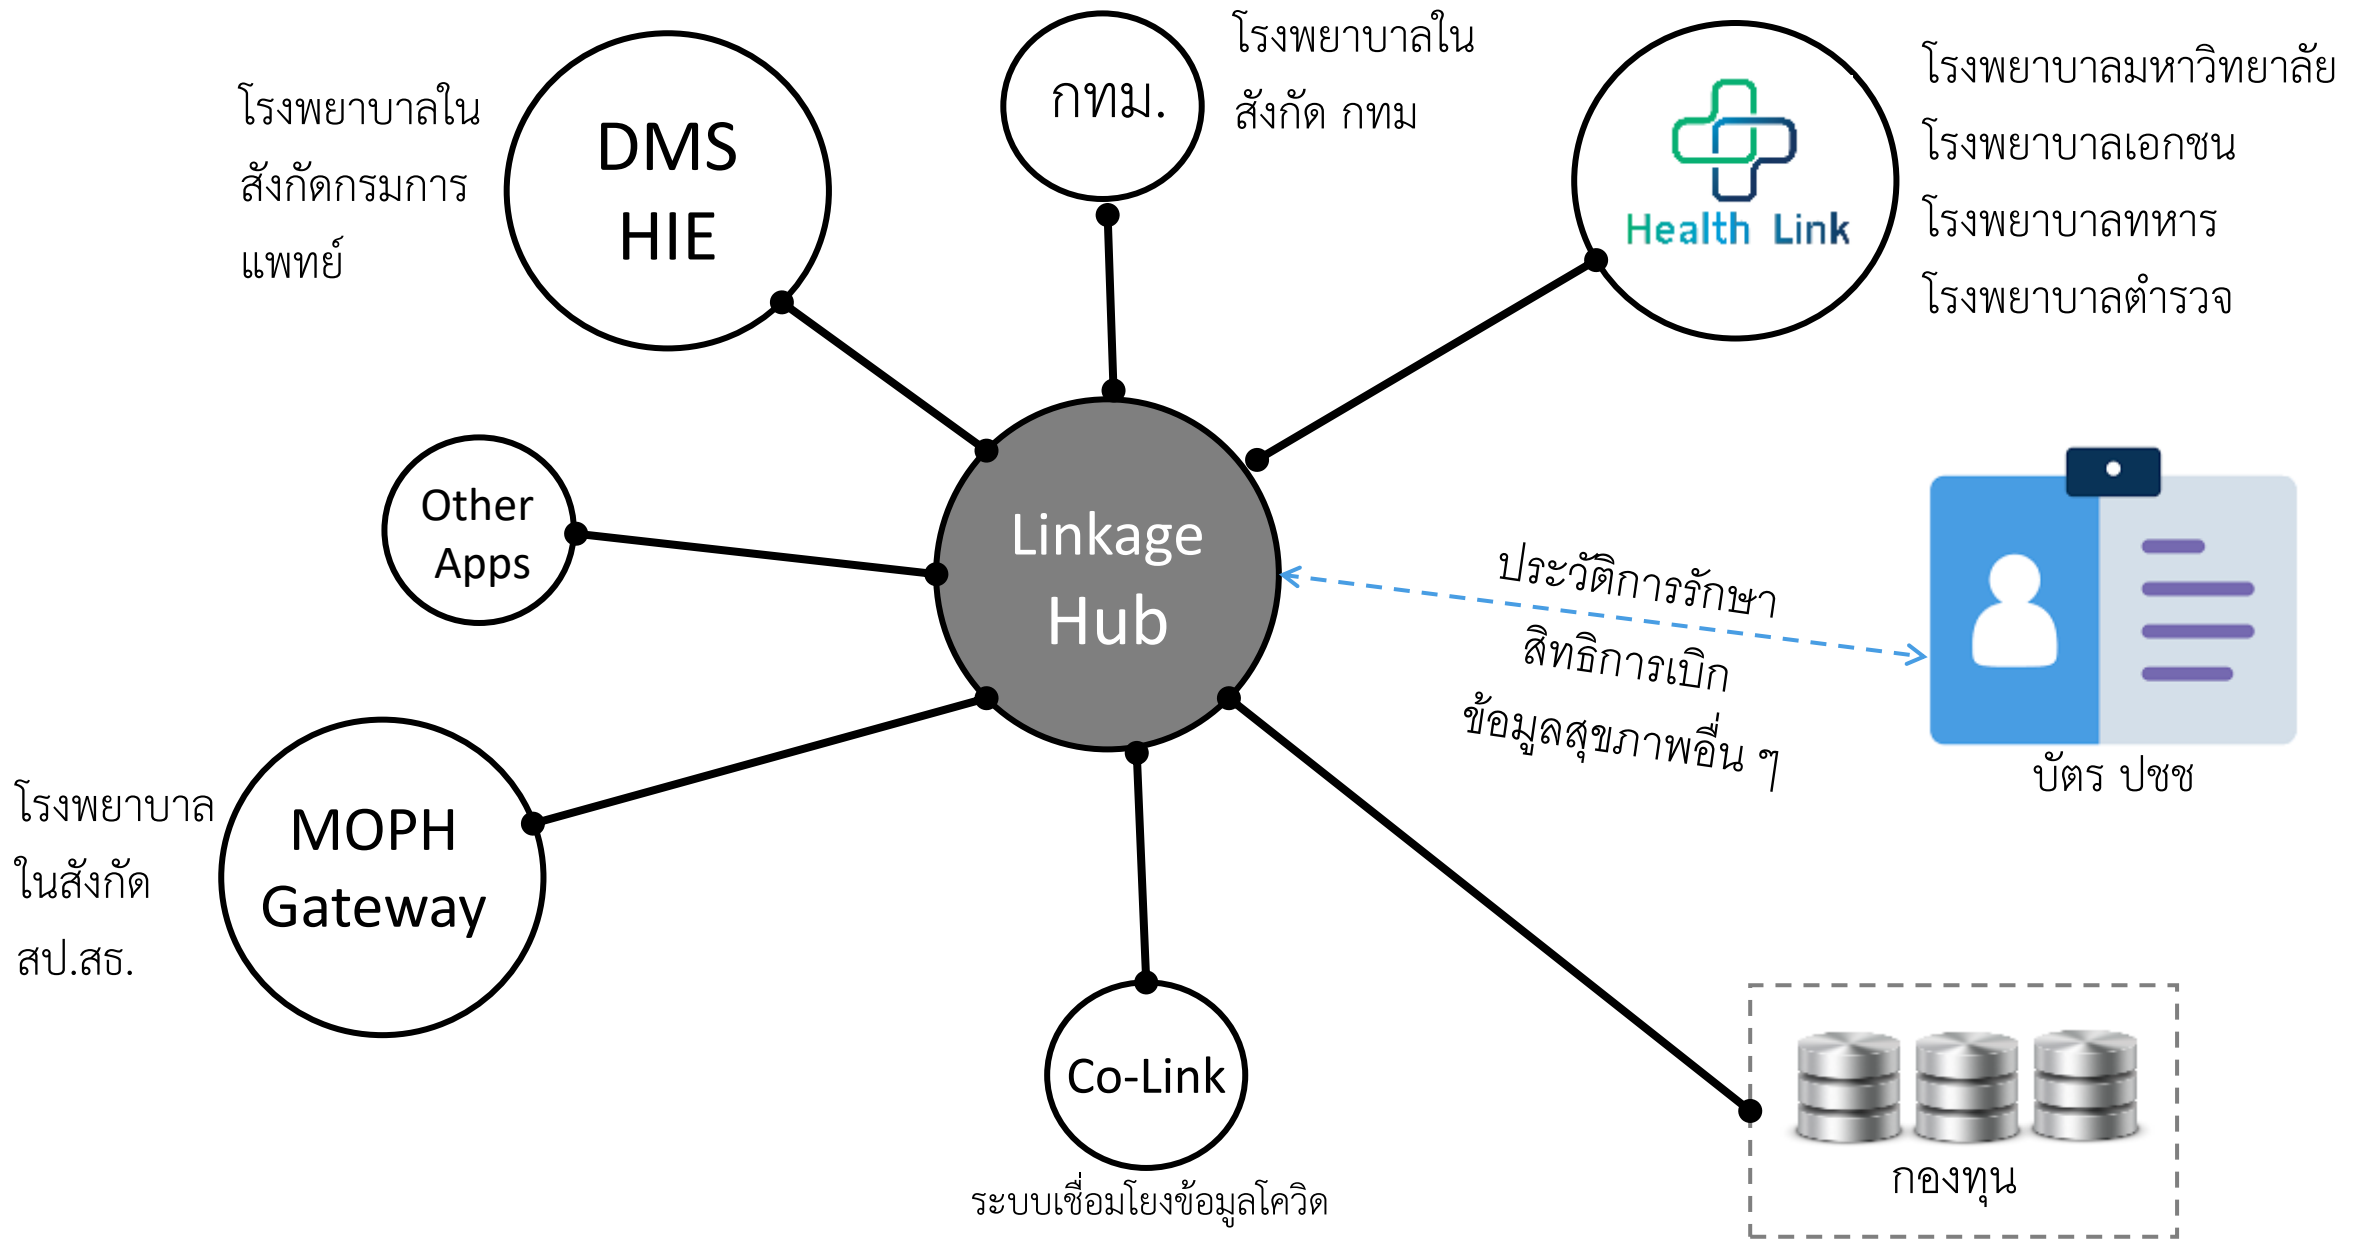 โรงพยาบาลใน
สังกัดกรมการ
แพทย์
DMS
HIE
กทม.
โรงพยาบาลใน
สังกัด กทม
Health Link
โรงพยาบาลมหาวิทยาลัย
โรงพยาบาลเอกชน
โรงพยาบาลทหาร
โรงพยาบาลตำรวจ
Other
Apps
Linkage
Hub
ประวัติการรักษา
สิทธิการเบิก
ข้อมูลสุขภาพอื่น ๆ
บัตร ปชช
โรงพยาบาล
ในสังกัด
สป.สธ.
MOPH
Gateway
Co-Link
ระบบเชื่อมโยงข้อมูลโควิด
กองทุน